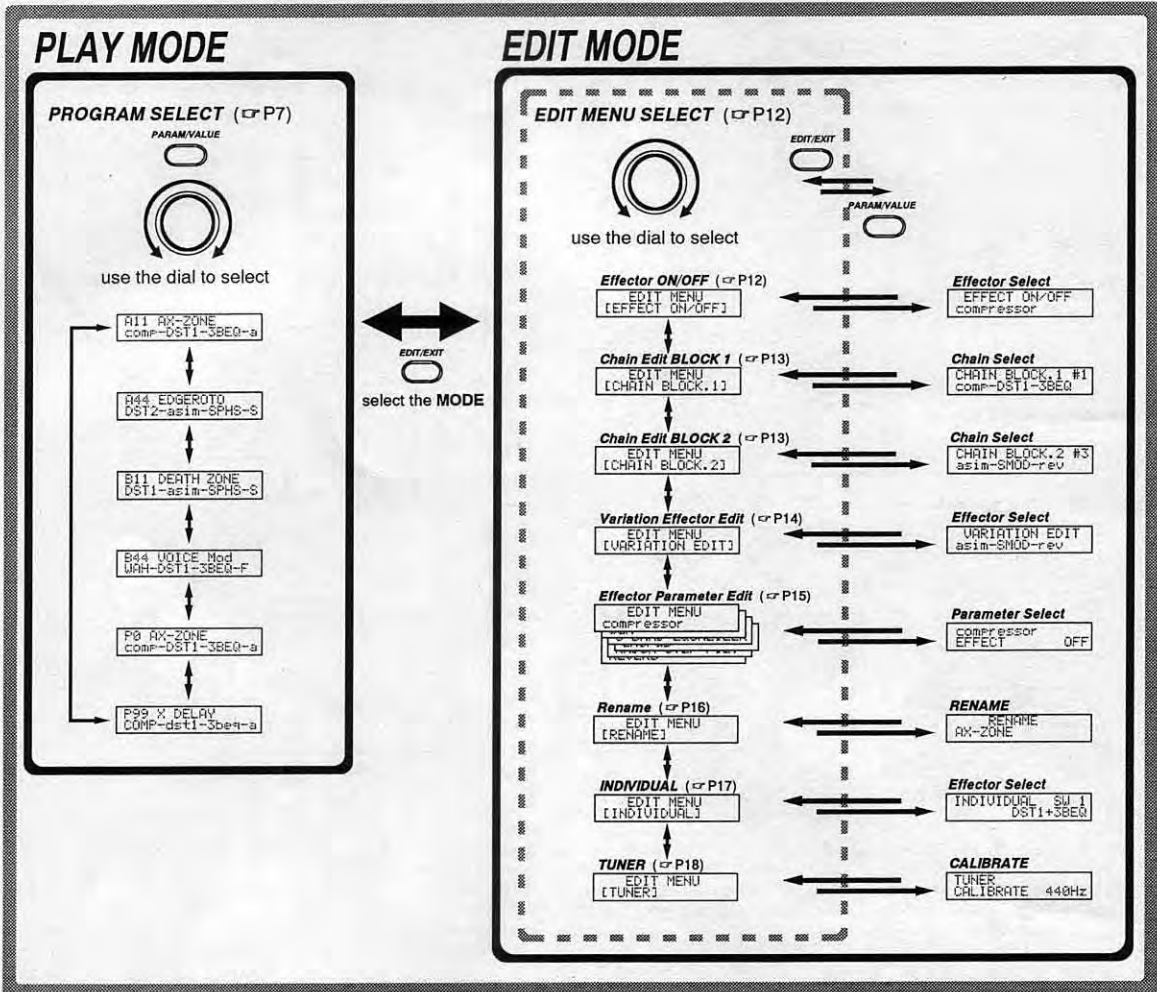 PLAY MODE
PROGRAM SELECT (☞P7)
PARAM/VALUE
use the dial to select
A11 AX-ZONE
comp-DST1-3BEQ-a
A44 EDGEROTO
DST2-asim-SPHS-S
B11 DEATH ZONE
DST1-asim-SPHS-S
B44 VOICE Mod
WAH-DST1-3BEQ-F
P0 AX-ZONE
comp-DST1-3BEQ-a
P99 X DELAY
COMP-dst1-3beq-a
EDIT/EXIT
select the MODE
EDIT MODE
EDIT MENU SELECT (☞P12)
EDIT/EXIT
PARAM/VALUE
use the dial to select
Effector ON/OFF (☞P12)
EDIT MENU
[EFFECT ON/OFF]
Effector Select
EFFECT ON/OFF
compressor
Chain Edit BLOCK 1 (☞P13)
EDIT MENU
[CHAIN BLOCK.1]
Chain Select
CHAIN BLOCK.1 #1
comp-DST1-3BEQ
Chain Edit BLOCK 2 (☞P13)
EDIT MENU
[CHAIN BLOCK.2]
Chain Select
CHAIN BLOCK.2 #3
asim-SMOD-rev
Variation Effector Edit (☞P14)
EDIT MENU
[VARIATION EDIT]
Effector Select
VARIATION EDIT
asim-SMOD-rev
Effector Parameter Edit (☞P15)
EDIT MENU
compressor
REVERB
Parameter Select
compressor
EFFECT OFF
Rename (☞P16)
EDIT MENU
[RENAME]
RENAME
RENAME
AX-ZONE
INDIVIDUAL (☞P17)
EDIT MENU
[INDIVIDUAL]
Effector Select
INDIVIDUAL SW 1
DST1+3BEQ
TUNER (☞P18)
EDIT MENU
[TUNER]
CALIBRATE
TUNER
CALIBRATE 440Hz